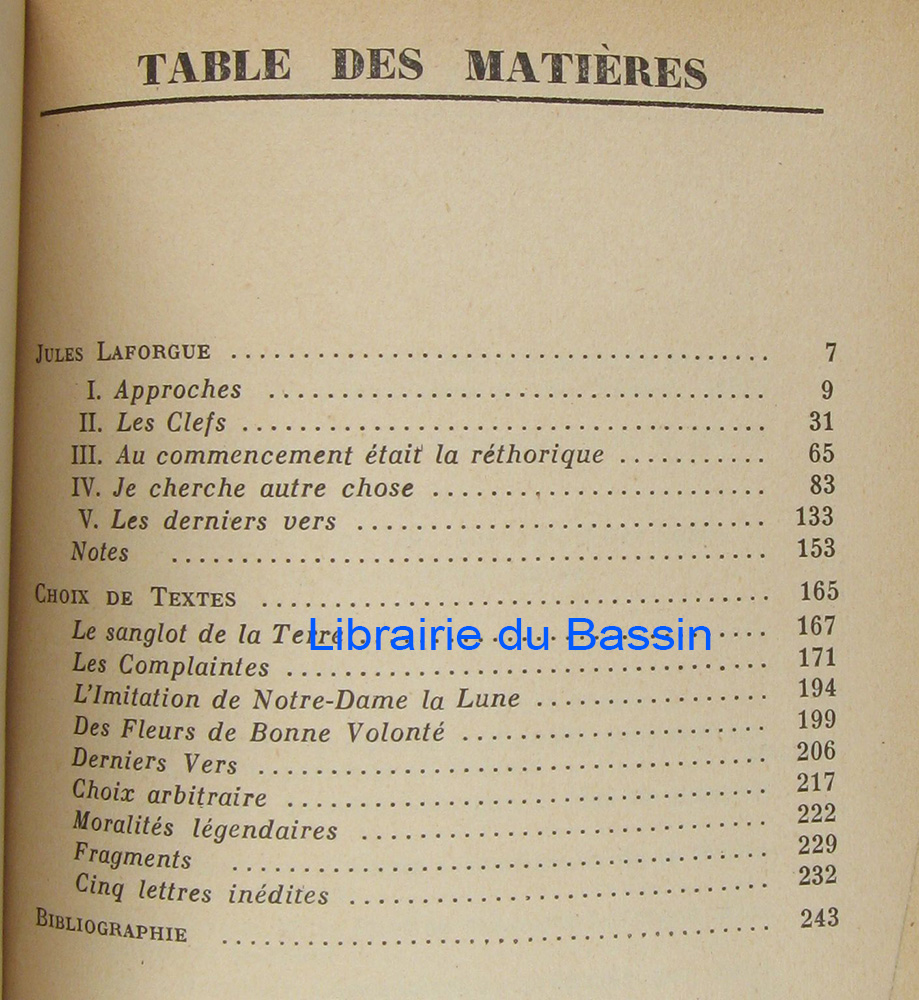 TABLE DES MATIÈRES
JULES LAFORGUE ........................................ 7
I. Approches .................................... 9
II. Les Clefs ..................................... 31
III. Au commencement était la réthorique ........... 65
IV. Je cherche autre chose ........................ 83
V. Les derniers vers ............................. 133
Notes .......................................... 153
CHOIX DE TEXTES .................................... 165
Le sanglot de la Terre ............................ 167
Les Complaintes .................................. 171
L'Imitation de Notre-Dame la Lune ................. 194
Des Fleurs de Bonne Volonté ...................... 199
Derniers Vers .................................... 206
Choix arbitraire .................................. 217
Moralités légendaires ............................. 222
Fragments ...................................... 229
Cinq lettres inédites .............................. 232
BIBLIOGRAPHIE ....................................... 243
Librairie du Bassin